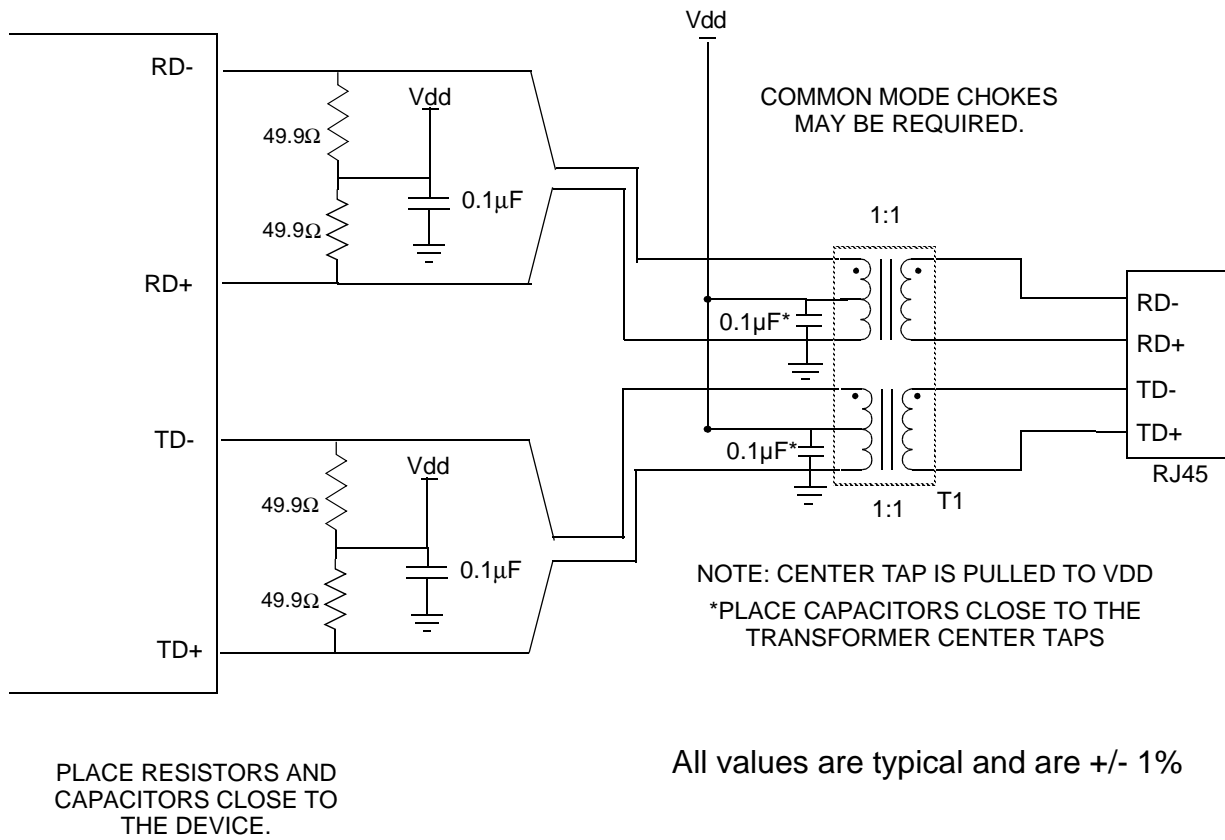 Vdd
RD-
COMMON MODE CHOKES
MAY BE REQUIRED.
Vdd
49.9Ω
0.1µF
49.9Ω
1:1
RD+
RD-
0.1µF*
RD+
TD-
TD-
TD+
0.1µF*
Vdd
RJ45
49.9Ω
1:1
T1
0.1µF
NOTE: CENTER TAP IS PULLED TO VDD
49.9Ω
*PLACE CAPACITORS CLOSE TO THE
TRANSFORMER CENTER TAPS
TD+
All values are typical and are +/- 1%
PLACE RESISTORS AND
CAPACITORS CLOSE TO
THE DEVICE.